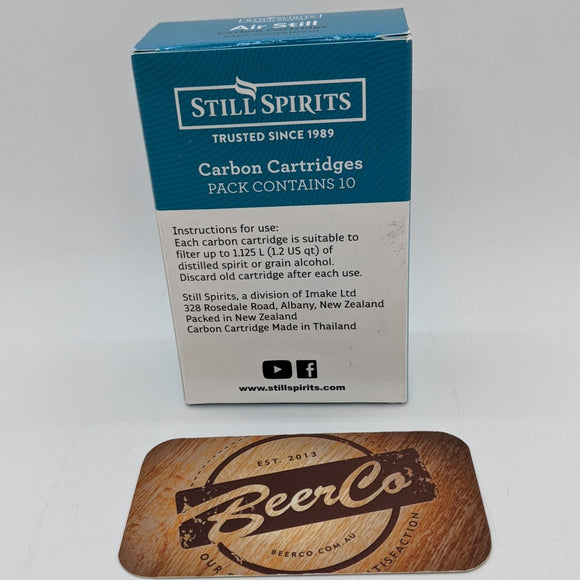 STILL SPIRITS
Air Still
STILL SPIRITS
TRUSTED SINCE 1989
Carbon Cartridges
PACK CONTAINS 10
Instructions for use:
Each carbon cartridge is suitable to
filter up to 1.125 L (1.2 US qt) of
distilled spirit or grain alcohol.
Discard old cartridge after each use.
Still Spirits, a division of Imake Ltd
328 Rosedale Road, Albany, New Zealand
Packed in New Zealand
Carbon Cartridge Made in Thailand
www.stillspirits.com
EST. 2013
BeerCo
BEERCO.COM.AU
OUR